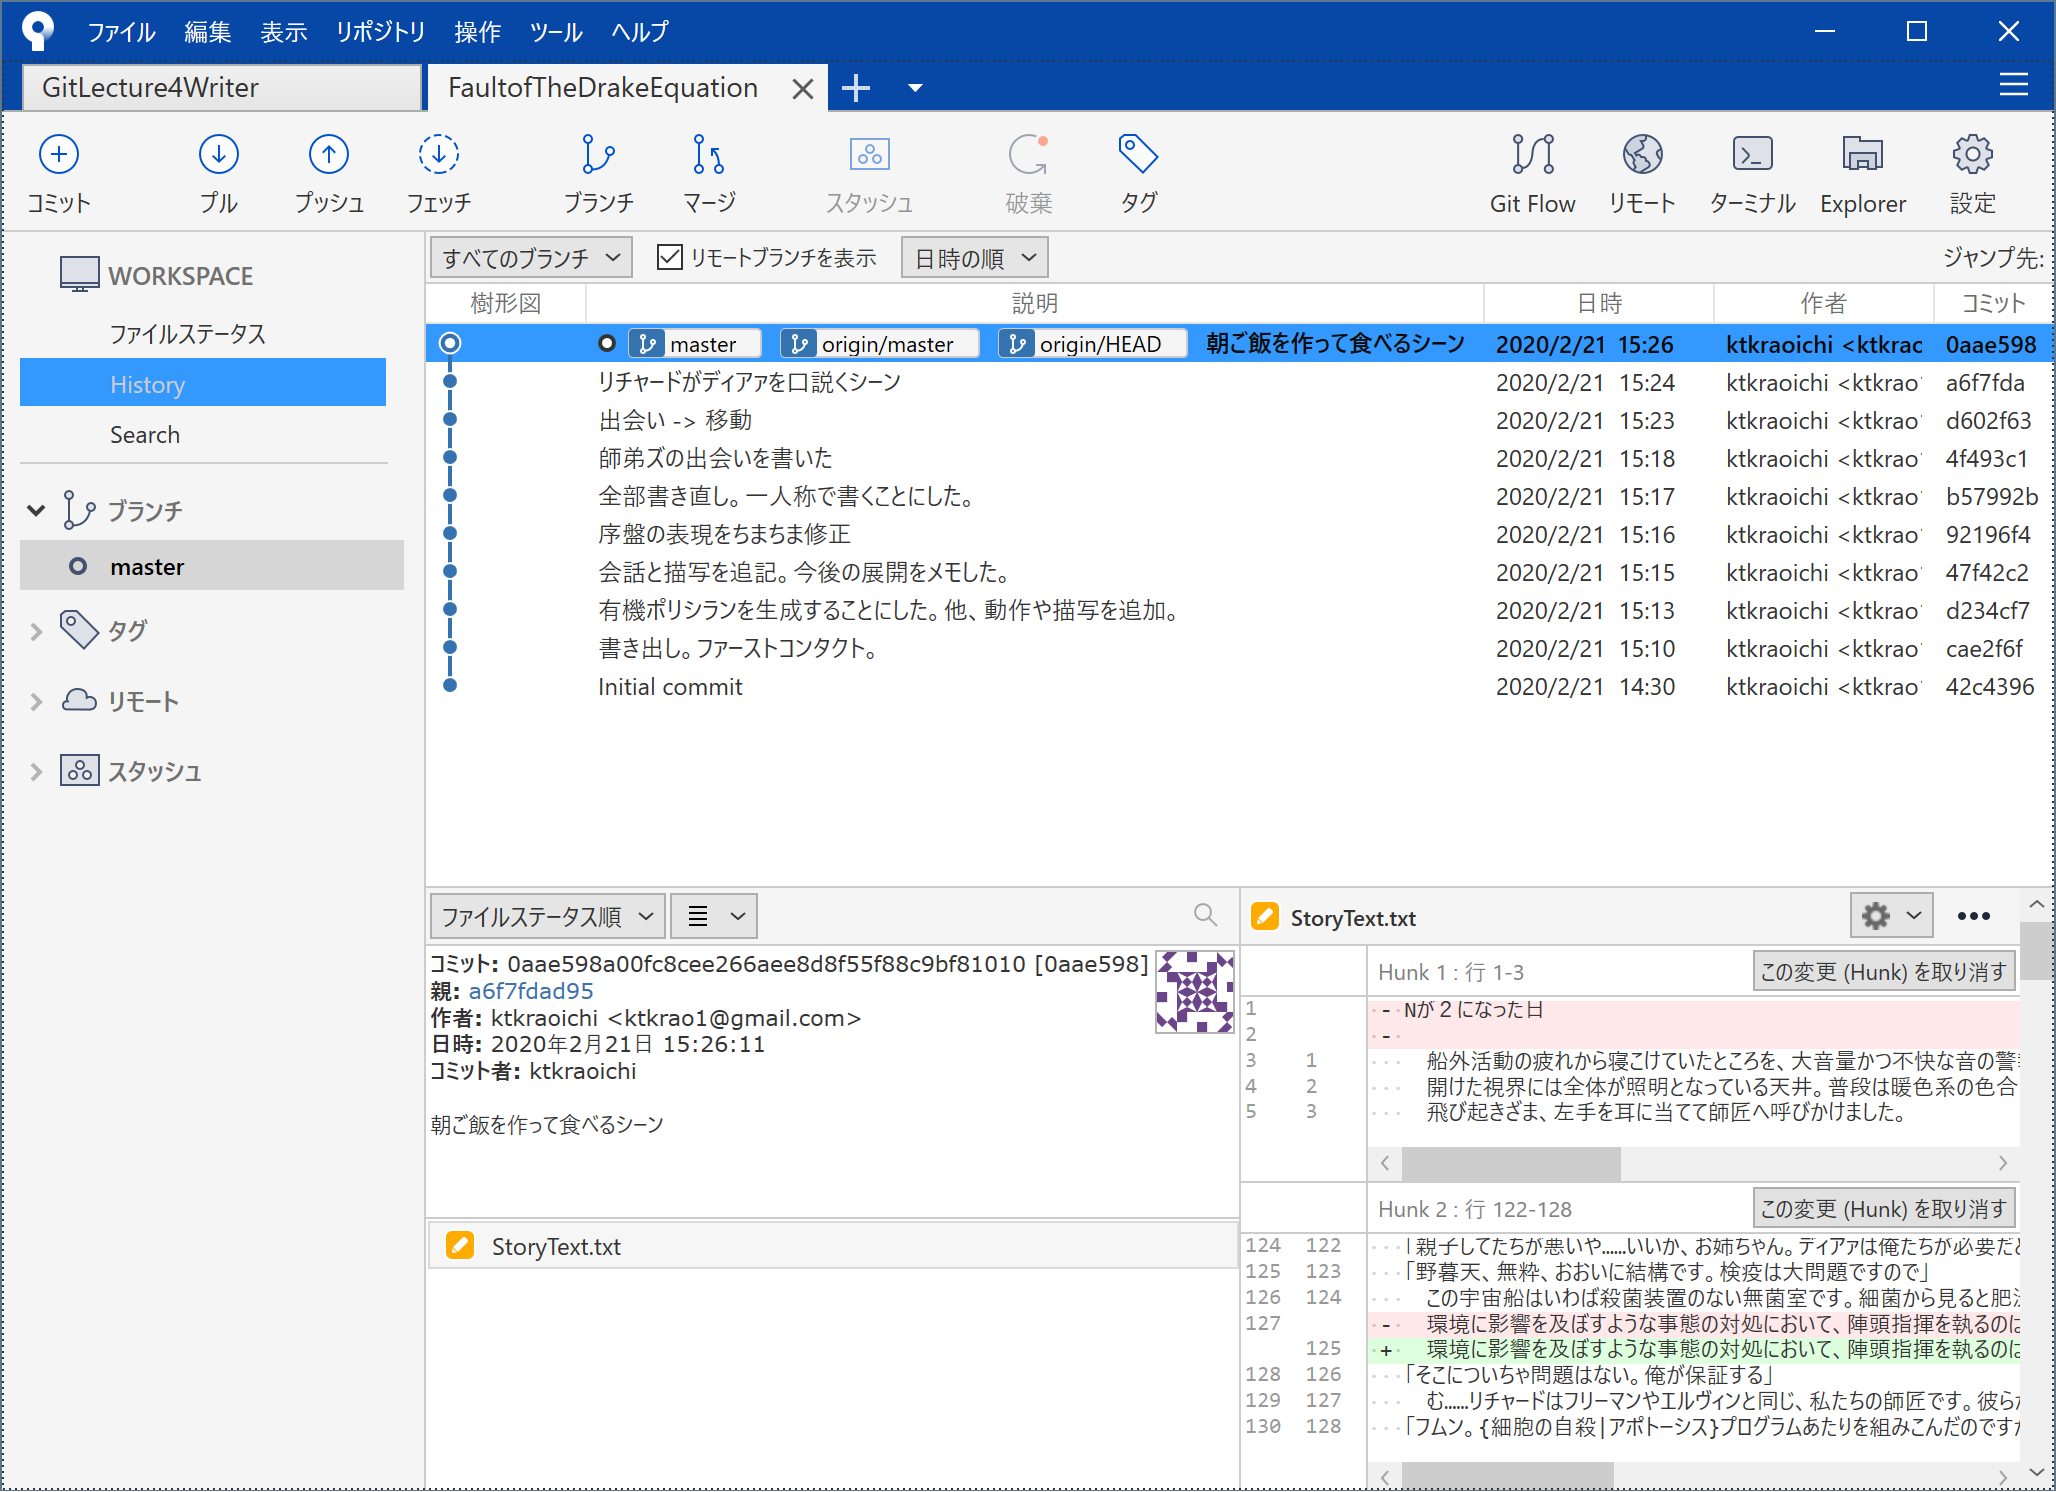 ファイル 編集 表示 リポジトリ 操作 ツール ヘルプ
GitLecture4Writer FaultofTheDrakeEquation
コミット プル プッシュ フェッチ ブランチ マージ スタッシュ 破棄 タグ Git Flow リモート ターミナル Explorer 設定
WORKSPACE
ファイルステータス
History
Search
ブランチ
master
タグ
リモート
スタッシュ
すべてのブランチ リモートブランチを表示 日時の順 ジャンプ先:
樹形図 説明 日時 作者 コミット
master origin/master origin/HEAD 朝ご飯を作って食べるシーン 2020/2/21 15:26 ktkraoichi <ktkrac 0aae598
リチャードがディアァを口説くシーン 2020/2/21 15:24 ktkraoichi <ktkrao a6f7fda
出会い -> 移動 2020/2/21 15:23 ktkraoichi <ktkrao d602f63
師弟ズの出会いを書いた 2020/2/21 15:18 ktkraoichi <ktkrao 4f493c1
全部書き直し。一人称で書くことにした。 2020/2/21 15:17 ktkraoichi <ktkrao b57992b
序盤の表現をちまちま修正 2020/2/21 15:16 ktkraoichi <ktkrao 92196f4
会話と描写を追記。今後の展開をメモした。 2020/2/21 15:15 ktkraoichi <ktkrao 47f42c2
有機ポリシランを生成することにした。他、動作や描写を追加。 2020/2/21 15:13 ktkraoichi <ktkrao d234cf7
書き出し。ファーストコンタクト。 2020/2/21 15:10 ktkraoichi <ktkrao cae2f6f
Initial commit 2020/2/21 14:30 ktkraoichi <ktkrao 42c4396
ファイルステータス順
コミット: 0aae598a00fc8cee266aee8d8f55f88c9bf81010 [0aae598]
親: a6f7fdad95
作者: ktkraoichi <ktkrao1@gmail.com>
日時: 2020年2月21日 15:26:11
コミット者: ktkraoichi
朝ご飯を作って食べるシーン
StoryText.txt
StoryText.txt
Hunk 1 : 行 1-3 この変更 (Hunk) を取り消す
1 - Nが２になった日
2 -
3 1 船外活動の疲れから寝こけていたところを、大音量かつ不快な音の警
4 2 開けた視界には全体が照明となっている天井。普段は暖色系の色合
5 3 飛び起きざま、左手を耳に当てて師匠へ呼びかけました。
Hunk 2 : 行 122-128 この変更 (Hunk) を取り消す
124 122 「親子してたちが悪いや……いいか、お姉ちゃん。ディアァは俺たちが必要だと
125 123 「野暮天、無粋、おおいに結構です。検疫は大問題ですので」
126 124 この宇宙船はいわば殺菌装置のない無菌室です。細菌から見ると肥沃
127 - 環境に影響を及ぼすような事態の対処において、陣頭指揮を執るのは
125 + 環境に影響を及ぼすような事態の対処において、陣頭指揮を執るのは
128 126 「そこについちゃ問題はない。俺が保証する」
129 127 む……リチャードはフリーマンやエルヴィンと同じ、私たちの師匠です。彼らが
130 128 「フムン。{細胞の自殺|アポトーシス}プログラムあたりを組みこんだのですか